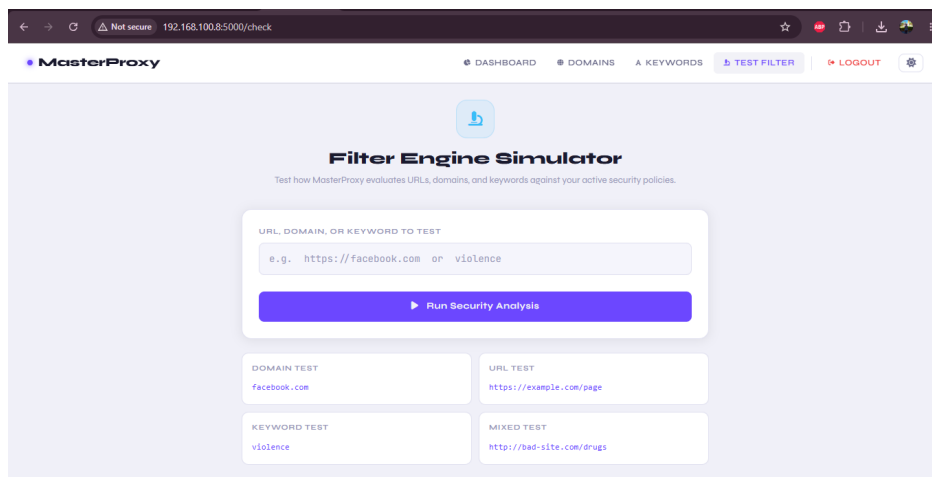 Not secure 192.168.100.8:5000/check
ABP
MasterProxy
DASHBOARD DOMAINS KEYWORDS TEST FILTER LOGOUT
Filter Engine Simulator
Test how MasterProxy evaluates URLs, domains, and keywords against your active security policies.
URL, DOMAIN, OR KEYWORD TO TEST
e.g. https://facebook.com or violence
Run Security Analysis
DOMAIN TEST
facebook.com
URL TEST
https://example.com/page
KEYWORD TEST
violence
MIXED TEST
http://bad-site.com/drugs